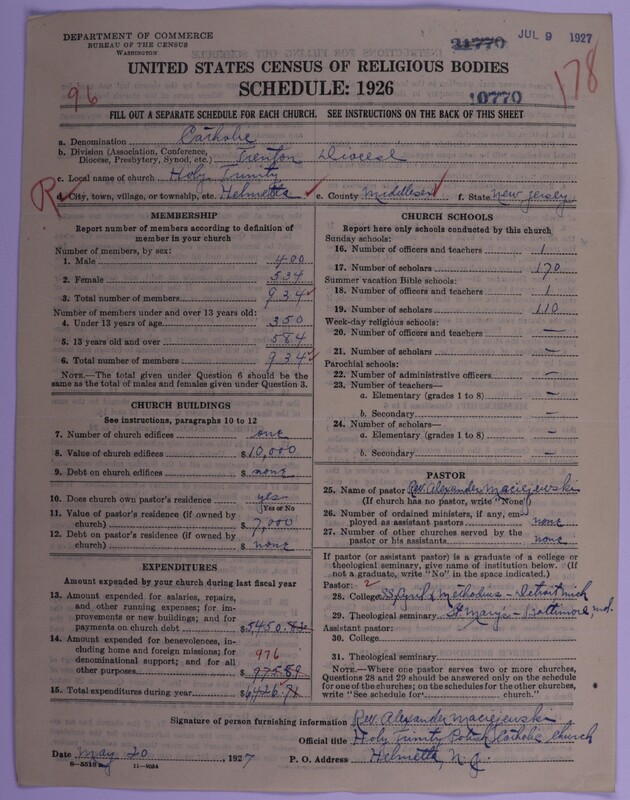 DEPARTMENT OF COMMERCE
BUREAU OF THE CENSUS
WASHINGTON
21770
JUL 9 1927
UNITED STATES CENSUS OF RELIGIOUS BODIES
SCHEDULE: 1926
96
10770
178
FILL OUT A SEPARATE SCHEDULE FOR EACH CHURCH. SEE INSTRUCTIONS ON THE BACK OF THIS SHEET
a. Denomination Catholic
b. Division (Association, Conference, Diocese, Presbytery, Synod, etc.) Trenton Diocese
c. Local name of church Holy Trinity
R
d. City, town, village, or township, etc. Helmetta e. County Middlesex f. State New Jersey
MEMBERSHIP
Report number of members according to definition of member in your church
Number of members, by sex:
1. Male 400
2. Female 534
3. Total number of members 934
Number of members under and over 13 years old:
4. Under 13 years of age 350
5. 13 years old and over 584
6. Total number of members 934
NOTE.—The total given under Question 6 should be the same as the total of males and females given under Question 3.
CHURCH BUILDINGS
See instructions, paragraphs 10 to 12
7. Number of church edifices one
8. Value of church edifices $10,000
9. Debt on church edifices $ none
10. Does church own pastor's residence yes
(Yes or No)
11. Value of pastor's residence (if owned by church) $ 7,000
12. Debt on pastor's residence (if owned by church) $ none
EXPENDITURES
Amount expended by your church during last fiscal year
13. Amount expended for salaries, repairs, and other running expenses; for improvements or new buildings; and for payments on church debt $5450.
14. Amount expended for benevolences, including home and foreign missions; for denominational support; and for all other purposes
976
$975.89
15. Total expenditures during year $6426.71
CHURCH SCHOOLS
Report here only schools conducted by this church
Sunday schools:
16. Number of officers and teachers 1
17. Number of scholars 170
Summer vacation Bible schools:
18. Number of officers and teachers 1
19. Number of scholars 110
Week-day religious schools:
20. Number of officers and teachers —
21. Number of scholars —
Parochial schools:
22. Number of administrative officers —
23. Number of teachers—
a. Elementary (grades 1 to 8) —
b. Secondary —
24. Number of scholars—
a. Elementary (grades 1 to 8) —
b. Secondary —
PASTOR
25. Name of pastor Rev. Alexander Maciejewski
(If church has no pastor, write "None")
26. Number of ordained ministers, if any, employed as assistant pastors none
27. Number of other churches served by the pastor or his assistants none
If pastor (or assistant pastor) is a graduate of a college or theological seminary, give name of institution below. (If not a graduate, write "No" in the space indicated.)
Pastor: 2
28. College SS Cyril & Methodius - Detroit Mich
29. Theological seminary St. Mary's - Baltimore, Md.
Assistant pastor:
30. College
31. Theological seminary
NOTE.—Where one pastor serves two or more churches, Questions 28 and 29 should be answered only on the schedule for one of the churches; on the schedules for the other churches, write "See schedule for church."
Signature of person furnishing information Rev. Alexander Maciejewski
Official title Holy Trinity Polish Catholic Church
Date May 20, 1927 P. O. Address Helmetta, N.J.
8-5518 11-9024